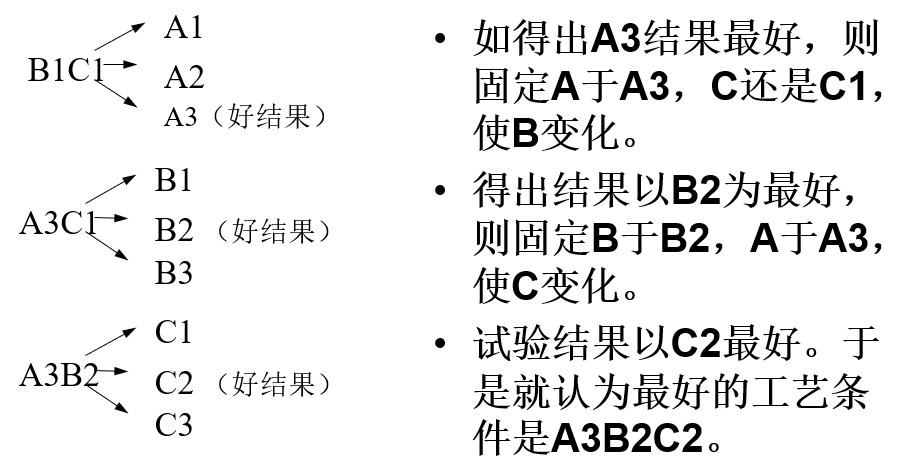 B1C1
A1
A2
A3（好结果）
A3C1
B1
B2（好结果）
B3
A3B2
C1
C2（好结果）
C3
• 如得出A3结果最好，则
固定A于A3，C还是C1，
使B变化。
• 得出结果以B2为最好，
则固定B于B2，A于A3，
使C变化。
• 试验结果以C2最好。于
是就认为最好的工艺条
件是A3B2C2。